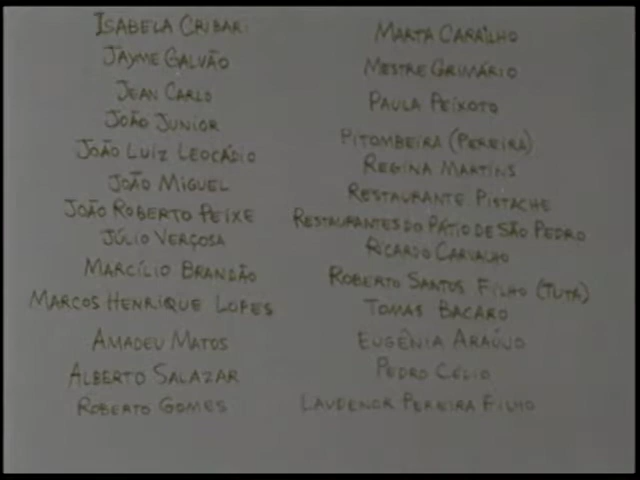 Isabela Cribari
Jayme Galvão
Jean Carlo
João Junior
João Luiz Leocádio
João Miguel
João Roberto Peixe
Júlio Verçosa
Marcílio Brandão
Marcos Henrique Lopes
Amadeu Matos
Alberto Salazar
Roberto Gomes
Marta Carrilho
Mestre Grimário
Paula Peixoto
Pitombeira (Pereira)
Regina Martins
Restaurante Pistache
Restaurantes do Pátio de São Pedro
Ricardo Carvalho
Roberto Santos Filho (Tuta)
Tomas Bacaro
Eugênia Araújo
Pedro Célio
Laudenor Pereira Filho